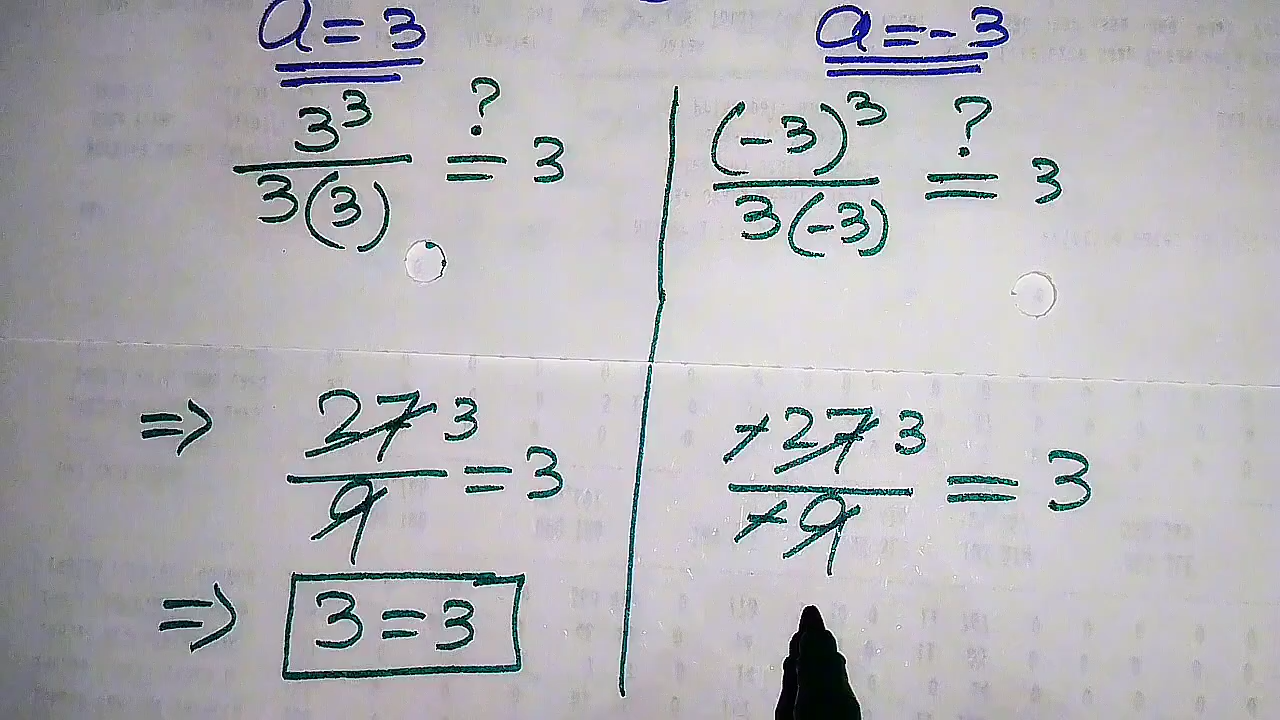 a = 3
3³/3(3) ?= 3
⇒ 27/9 3 = 3
⇒ 3 = 3
a = -3
(-3)³/3(-3) ?= 3
-27/-9 3 = 3